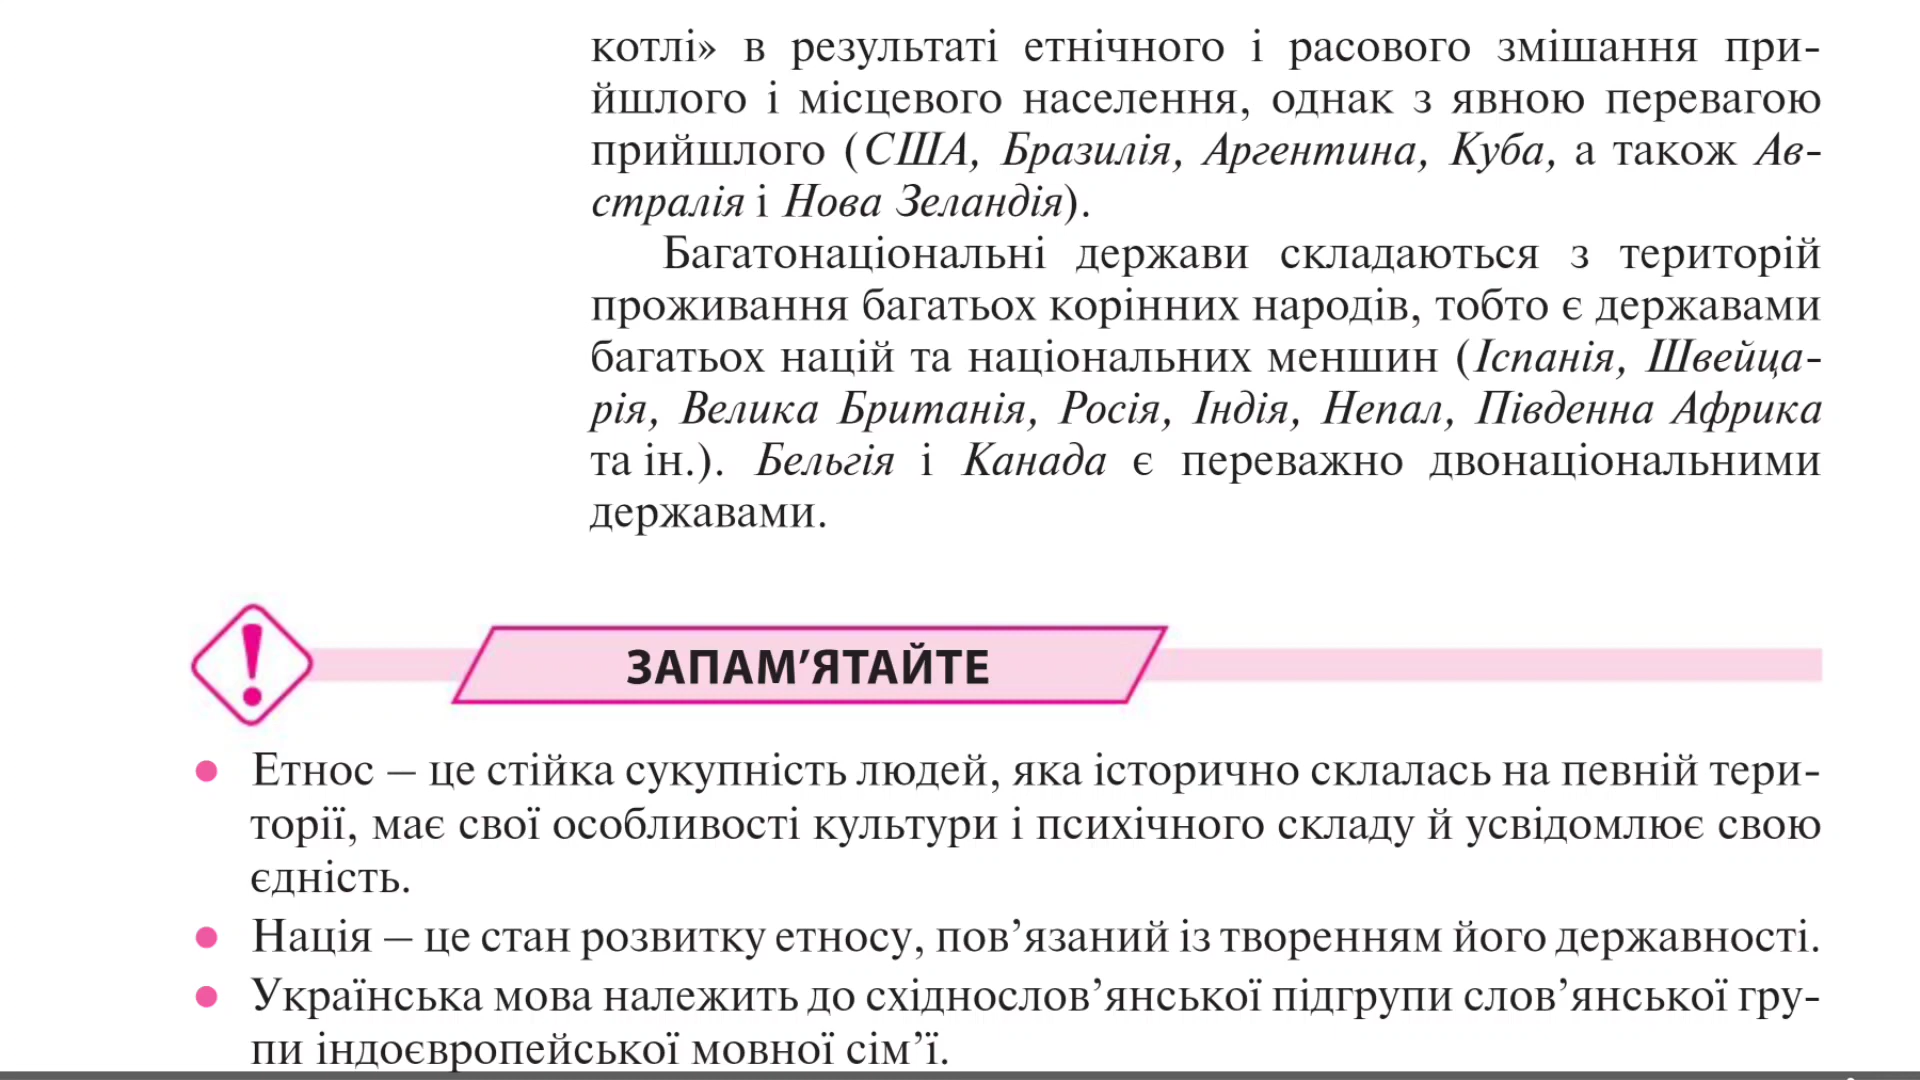 котлі» в результаті етнічного і расового змішання при-
йшлого і місцевого населення, однак з явною перевагою
прийшлого (США, Бразилія, Аргентина, Куба, а також Ав-
стралія і Нова Зеландія).
Багатонаціональні держави складаються з територій
проживання багатьох корінних народів, тобто є державами
багатьох націй та національних меншин (Іспанія, Швейца-
рія, Велика Британія, Росія, Індія, Непал, Південна Африка
та ін.). Бельгія і Канада є переважно двонаціональними
державами.
ЗАПАМ’ЯТАЙТЕ
● Етнос – це стійка сукупність людей, яка історично склалась на певній тери-
торії, має свої особливості культури і психічного складу й усвідомлює свою
єдність.
● Нація – це стан розвитку етносу, пов’язаний із творенням його державності.
● Українська мова належить до східнослов’янської підгрупи слов’янської гру-
пи індоєвропейської мовної сім’ї.